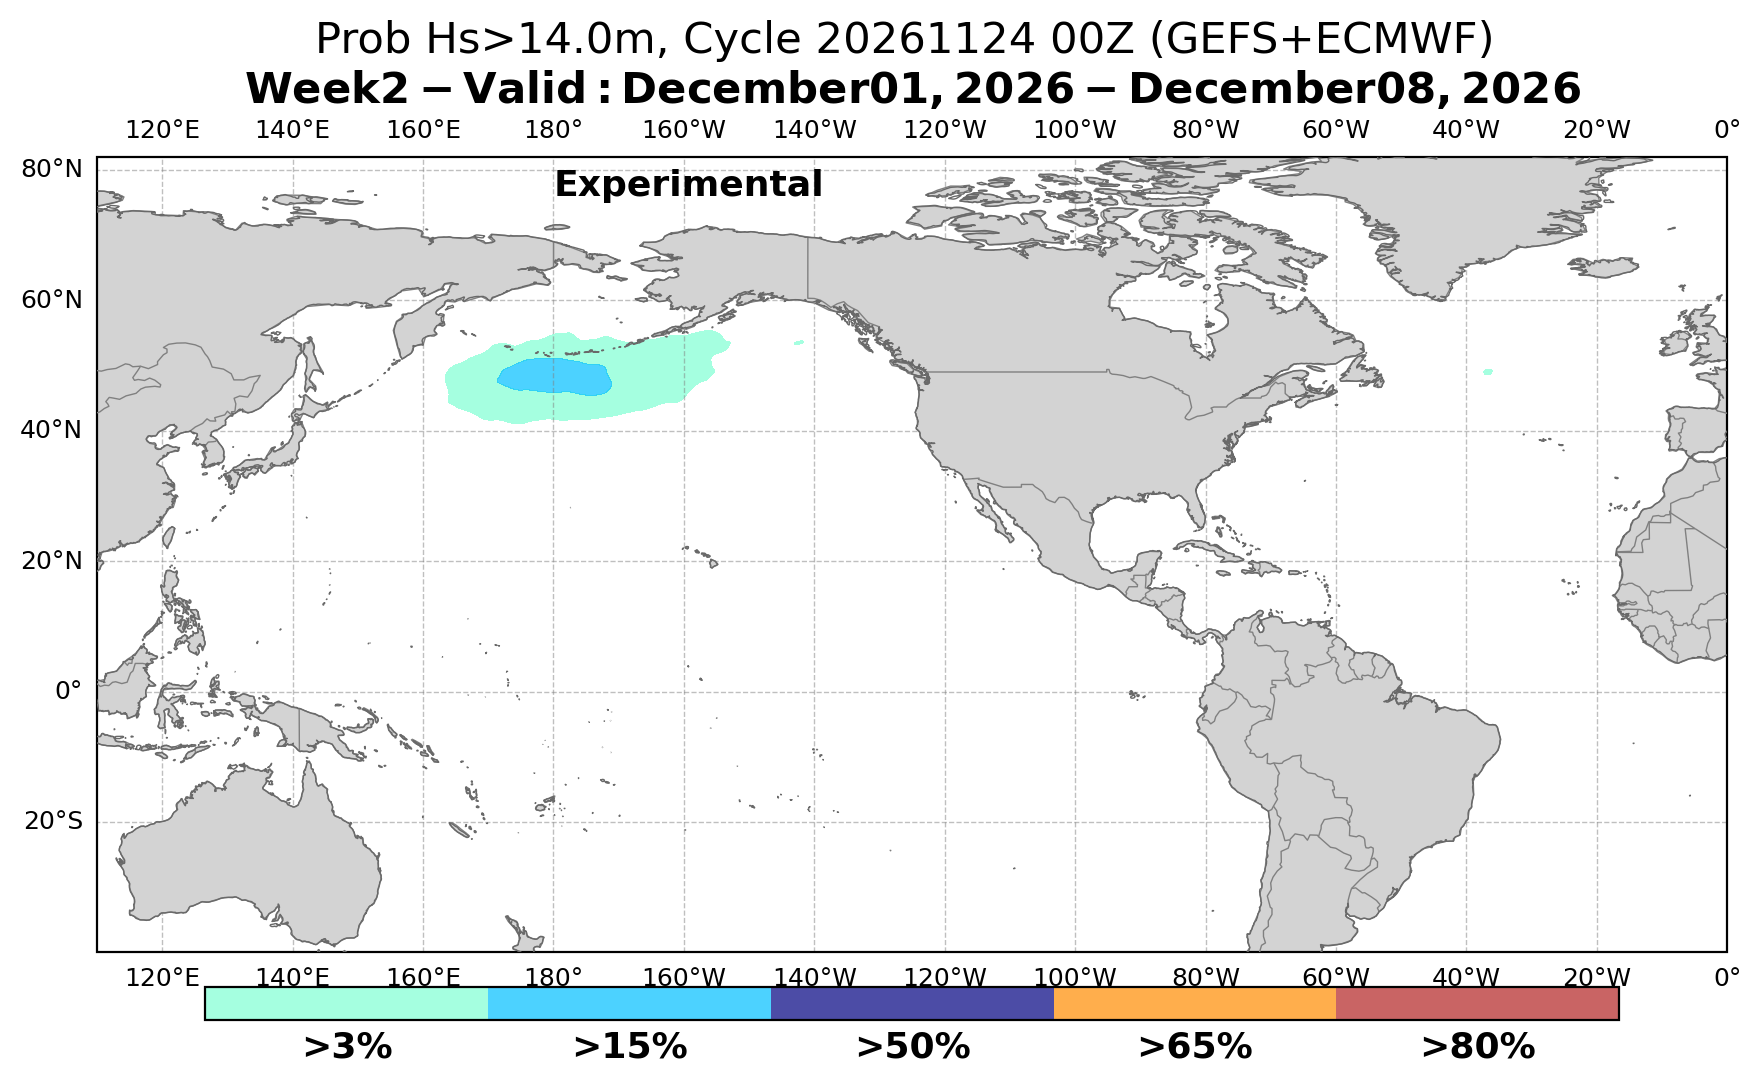 Prob Hs>14.0m, Cycle 20261124 00Z (GEFS+ECMWF)
Week2 − Valid : December01, 2026 − December08, 2026
120°E 140°E 160°E 180° 160°W 140°W 120°W 100°W 80°W 60°W 40°W 20°W 0°
80°N
Experimental
60°N
40°N
20°N
0°
20°S
120°E 140°E 160°E 180° 160°W 140°W 120°W 100°W 80°W 60°W 40°W 20°W 0°
>3% >15% >50% >65% >80%